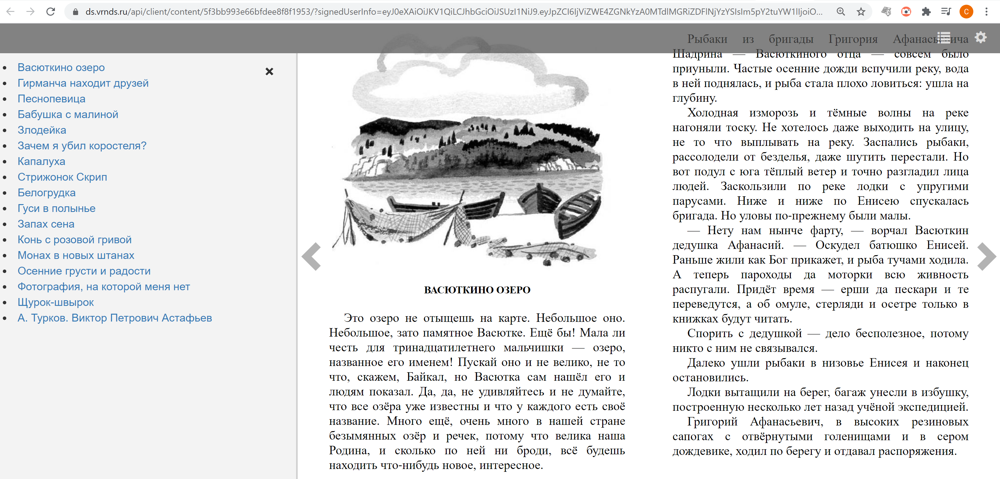 ds.vrnds.ru/api/client/content/5f3bb993e66bfdee8f8f1953/?signedUserInfo=eyJ0eXAiOiJKV1QiLCJhbGciOiJSUzI1NiJ9.eyJpZCI6IjViZWE4ZGNkYzA0MTdlMGRiZDFlNjYzYSIsIm5pY2tuYW1lIjoiO...
C
Васюткино озеро
Гирманча находит друзей
Песнопевица
Бабушка с малиной
Злодейка
Зачем я убил коростеля?
Капалуха
Стрижонок Скрип
Белогрудка
Гуси в полынье
Запах сена
Конь с розовой гривой
Монах в новых штанах
Осенние грусти и радости
Фотография, на которой меня нет
Щурок-швырок
А. Турков. Виктор Петрович Астафьев
ВАСЮТКИНО ОЗЕРО
Это озеро не отыщешь на карте. Небольшое оно.
Небольшое, зато памятное Васютке. Ещё бы! Мала ли
честь для тринадцатилетнего мальчишки — озеро,
названное его именем! Пускай оно и не велико, не то
что, скажем, Байкал, но Васютка сам нашёл его и
людям показал. Да, да, не удивляйтесь и не думайте,
что все озёра уже известны и что у каждого есть своё
название. Много ещё, очень много в нашей стране
безымянных озёр и речек, потому что велика наша
Родина, и сколько по ней ни броди, всё будешь
находить что-нибудь новое, интересное.
Рыбаки из бригады Григория Афанасьевича
Шадрина — Васюткиного отца — совсем было
приуныли. Частые осенние дожди вспучили реку, вода
в ней поднялась, и рыба стала плохо ловиться: ушла на
глубину.
Холодная изморозь и тёмные волны на реке
нагоняли тоску. Не хотелось даже выходить на улицу,
не то что выплывать на реку. Заспались рыбаки,
рассолодели от безделья, даже шутить перестали. Но
вот подул с юга тёплый ветер и точно разгладил лица
людей. Заскользили по реке лодки с упругими
парусами. Ниже и ниже по Енисею спускалась
бригада. Но уловы по-прежнему были малы.
— Нету нам нынче фарту, — ворчал Васюткин
дедушка Афанасий. — Оскудел батюшко Енисей.
Раньше жили как Бог прикажет, и рыба тучами ходила.
А теперь пароходы да моторки всю живность
распугали. Придёт время — ерши да пескари и те
переведутся, а об омуле, стерляди и осетре только в
книжках будут читать.
Спорить с дедушкой — дело бесполезное, потому
никто с ним не связывался.
Далеко ушли рыбаки в низовье Енисея и наконец
остановились.
Лодки вытащили на берег, багаж унесли в избушку,
построенную несколько лет назад учёной экспедицией.
Григорий Афанасьевич, в высоких резиновых
сапогах с отвёрнутыми голенищами и в сером
дождевике, ходил по берегу и отдавал распоряжения.